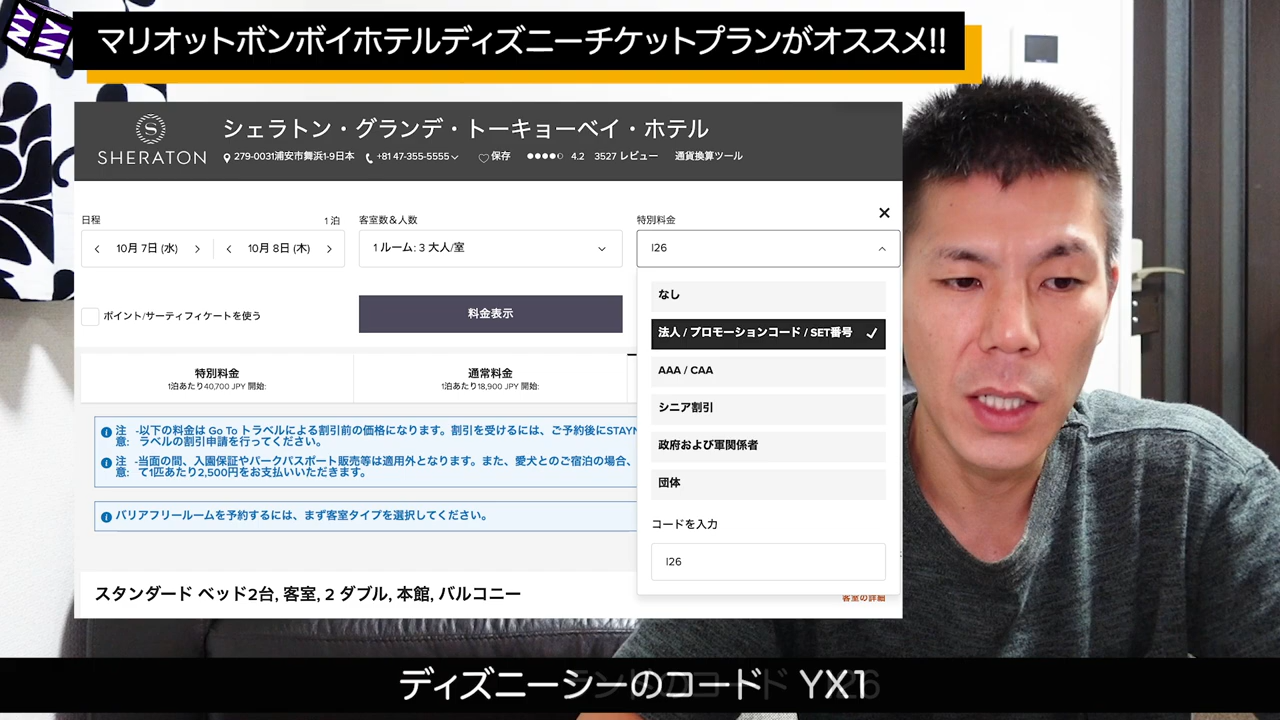 NY
NY
マリオットボンボイホテルディズニーチケットプランがオススメ!!
シェラトン・グランデ・トーキョーベイ・ホテル
S
SHERATON
279-0031浦安市舞浜1-9日本 +81 47-355-5555 保存 4.2 3527 レビュー 通貨換算ツール
日程 1 泊 客室数＆人数 特別料金
10月 7日 (水) 10月 8日 (木) 1 ルーム: 3 大人/室 I26
なし
ポイント/サーティフィケートを使う 料金表示
法人 / プロモーションコード / SET番号
AAA / CAA
特別料金 通常料金
1泊あたり40,700 JPY 開始: 1泊あたり18,900 JPY 開始:
シニア割引
注意: -以下の料金は Go To トラベルによる割引前の価格になります。割引を受けるには、ご予約後にSTAYN
ラベルの割引申請を行ってください。
政府および軍関係者
注意: -当面の間、入園保証やパークパスポート販売等は適用外となります。また、愛犬とのご宿泊の場合、
て1匹あたり2,500円をお支払いいただきます。
団体
バリアフリールームを予約するには、まず客室タイプを選択してください。
コードを入力
I26
スタンダード ベッド2台, 客室, 2 ダブル, 本館, バルコニー
客室の詳細
ディズニーシーのコード YX1